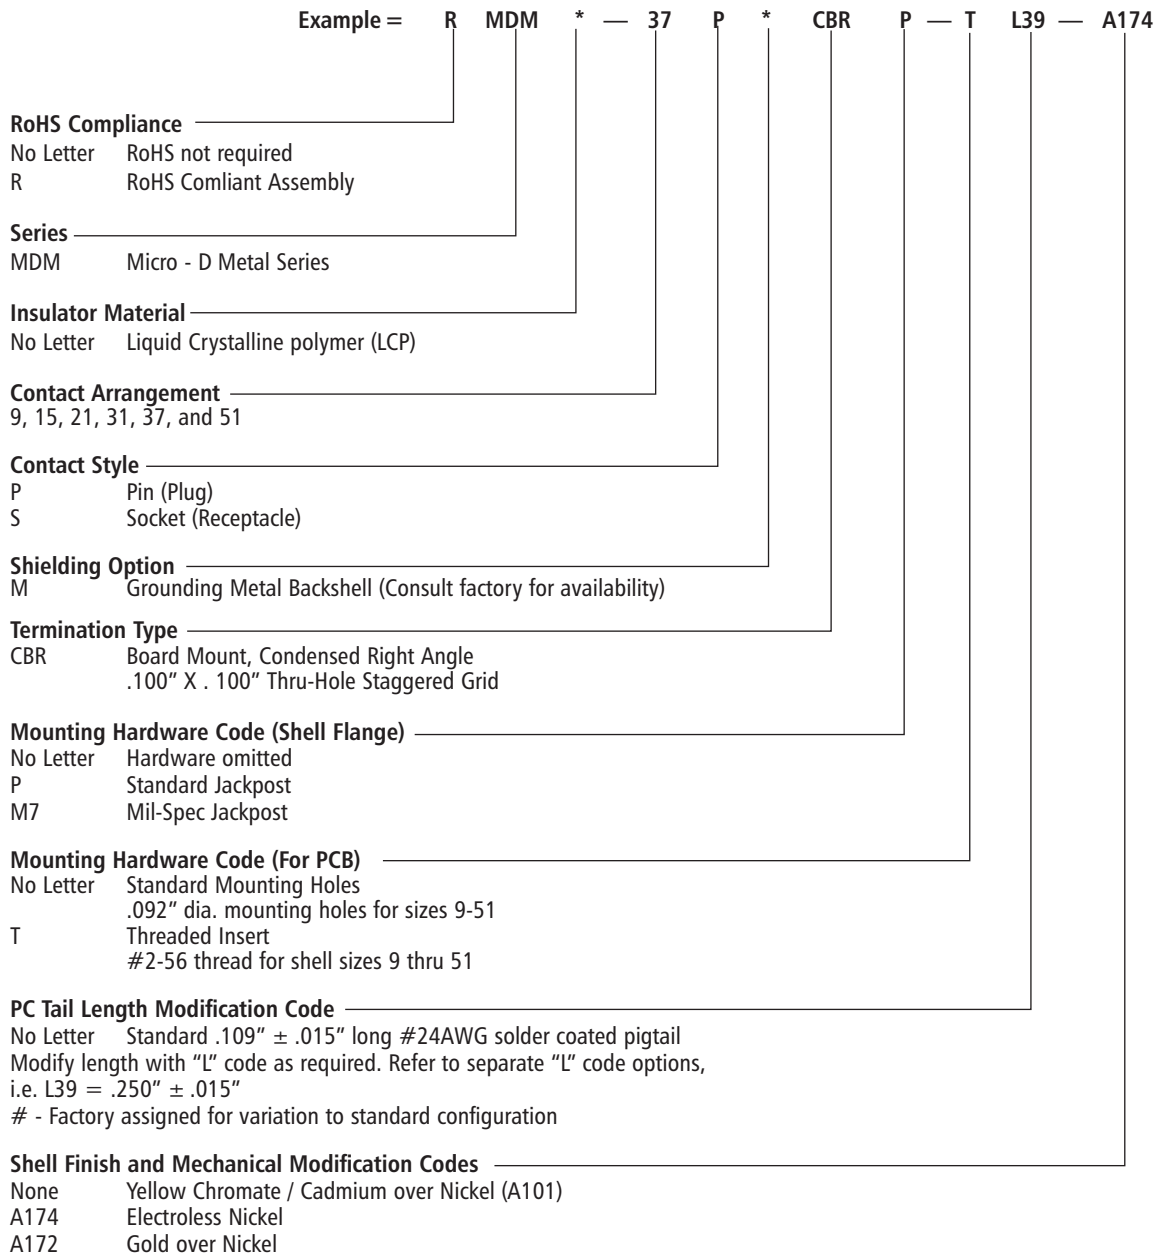 Example = R MDM * — 37 P * CBR P — T L39 — A174
RoHS Compliance
No Letter RoHS not required
R RoHS Comliant Assembly
Series
MDM Micro - D Metal Series
Insulator Material
No Letter Liquid Crystalline polymer (LCP)
Contact Arrangement
9, 15, 21, 31, 37, and 51
Contact Style
P Pin (Plug)
S Socket (Receptacle)
Shielding Option
M Grounding Metal Backshell (Consult factory for availability)
Termination Type
CBR Board Mount, Condensed Right Angle
.100” X . 100” Thru-Hole Staggered Grid
Mounting Hardware Code (Shell Flange)
No Letter Hardware omitted
P Standard Jackpost
M7 Mil-Spec Jackpost
Mounting Hardware Code (For PCB)
No Letter Standard Mounting Holes
.092” dia. mounting holes for sizes 9-51
T Threaded Insert
#2-56 thread for shell sizes 9 thru 51
PC Tail Length Modification Code
No Letter Standard .109” ± .015” long #24AWG solder coated pigtail
Modify length with “L” code as required. Refer to separate “L” code options,
i.e. L39 = .250” ± .015”
# - Factory assigned for variation to standard configuration
Shell Finish and Mechanical Modification Codes
None Yellow Chromate / Cadmium over Nickel (A101)
A174 Electroless Nickel
A172 Gold over Nickel